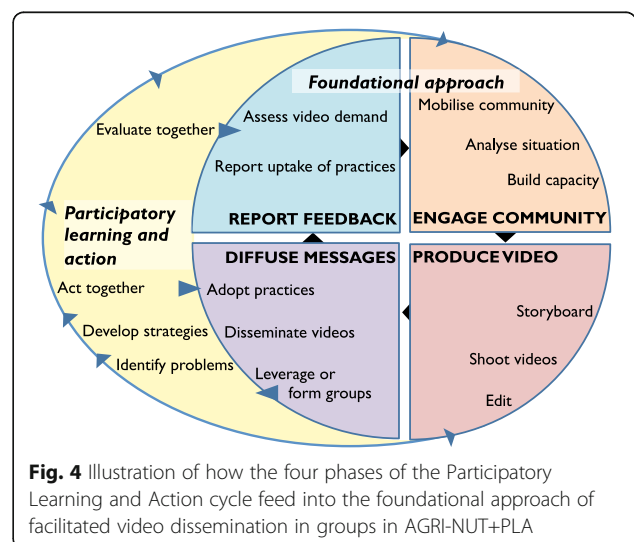 Foundational approach
Evaluate together
Assess video demand
Report uptake of practices
REPORT FEEDBACK
Mobilise community
Analyse situation
Build capacity
ENGAGE COMMUNITY
Participatory
learning and
action
Act together
Develop strategies
Identify problems
DIFFUSE MESSAGES
Adopt practices
Disseminate videos
Leverage or
form groups
PRODUCE VIDEO
Storyboard
Shoot videos
Edit
Fig. 4 Illustration of how the four phases of the Participatory
Learning and Action cycle feed into the foundational approach of
facilitated video dissemination in groups in AGRI-NUT+PLA